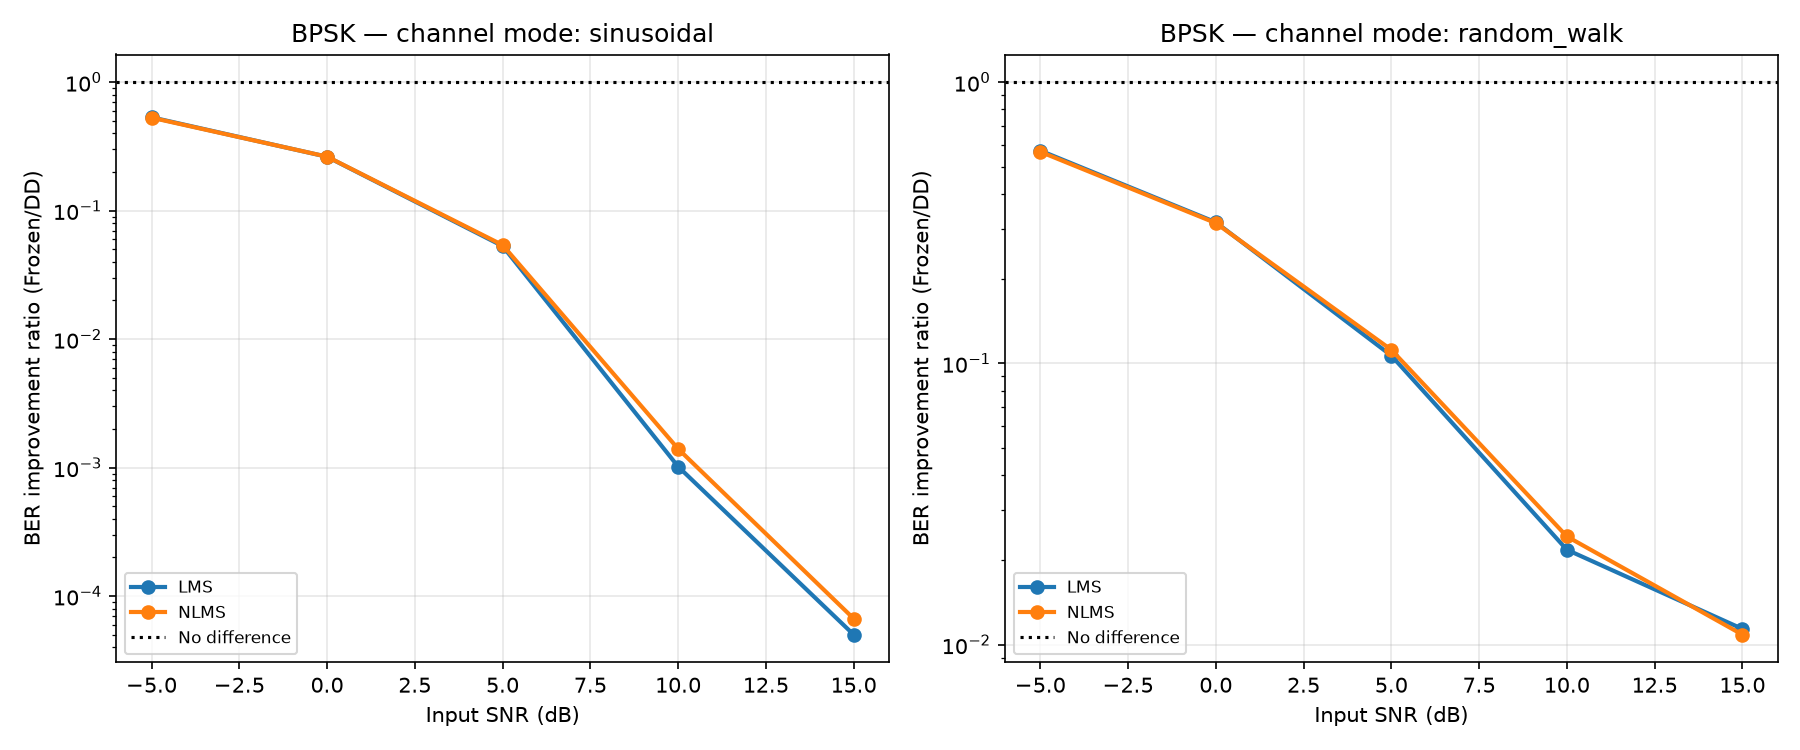 BPSK — channel mode: sinusoidal
BER improvement ratio (Frozen/DD)
10⁰
10⁻¹
10⁻²
10⁻³
10⁻⁴
LMS
NLMS
No difference
−5.0 −2.5 0.0 2.5 5.0 7.5 10.0 12.5 15.0
Input SNR (dB)
BPSK — channel mode: random_walk
BER improvement ratio (Frozen/DD)
10⁰
10⁻¹
10⁻²
LMS
NLMS
No difference
−5.0 −2.5 0.0 2.5 5.0 7.5 10.0 12.5 15.0
Input SNR (dB)